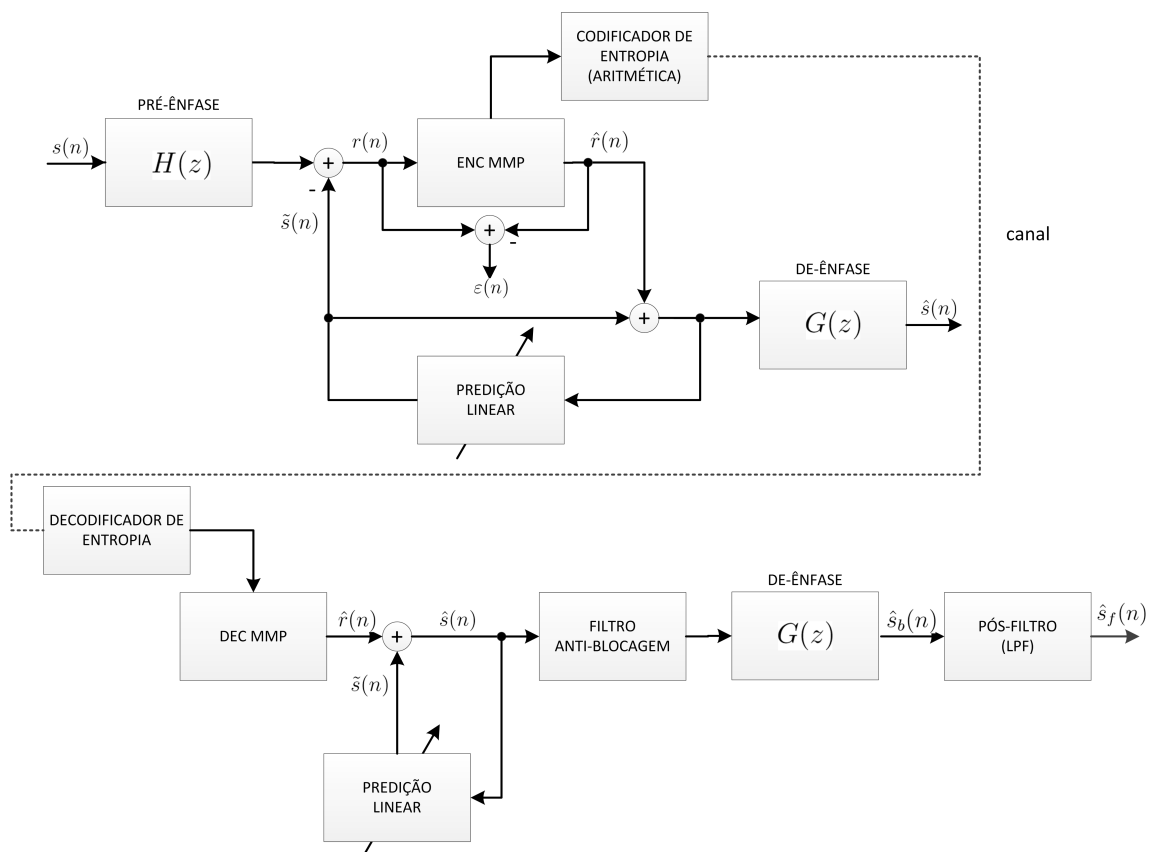 CODIFICADOR DE
ENTROPIA
(ARITMÉTICA)
PRÉ-ÊNFASE
s(n)
H(z)
+
-
r(n)
ENC MMP
r̂(n)
s̃(n)
+
-
ε(n)
canal
DE-ÊNFASE
+
G(z)
ŝ(n)
PREDIÇÃO
LINEAR
DECODIFICADOR DE
ENTROPIA
DE-ÊNFASE
DEC MMP
r̂(n)
+
ŝ(n)
FILTRO
ANTI-BLOCAGEM
G(z)
ŝ_b(n)
PÓS-FILTRO
(LPF)
ŝ_f(n)
s̃(n)
PREDIÇÃO
LINEAR